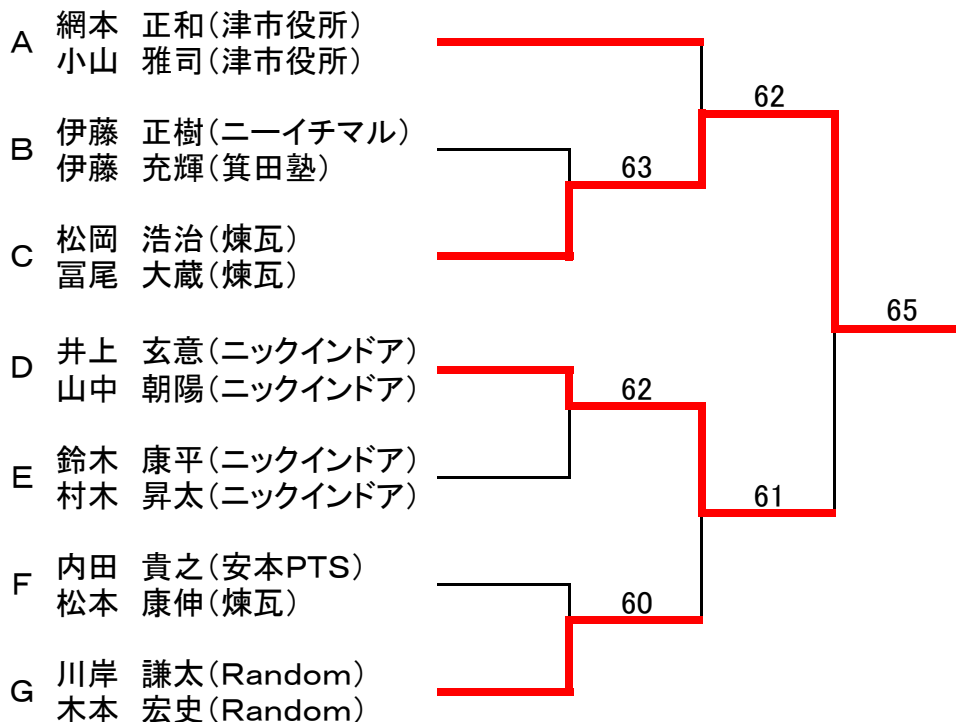 A 網本 正和(津市役所)
小山 雅司(津市役所)
62
B 伊藤 正樹(ニーイチマル)
伊藤 充輝(箕田塾)
63
C 松岡 浩治(煉瓦)
冨尾 大蔵(煉瓦)
65
D 井上 玄意(ニックインドア)
山中 朝陽(ニックインドア)
62
E 鈴木 康平(ニックインドア)
村木 昇太(ニックインドア)
61
F 内田 貴之(安本PTS)
松本 康伸(煉瓦)
60
G 川岸 謙太(Random)
木本 宏史(Random)